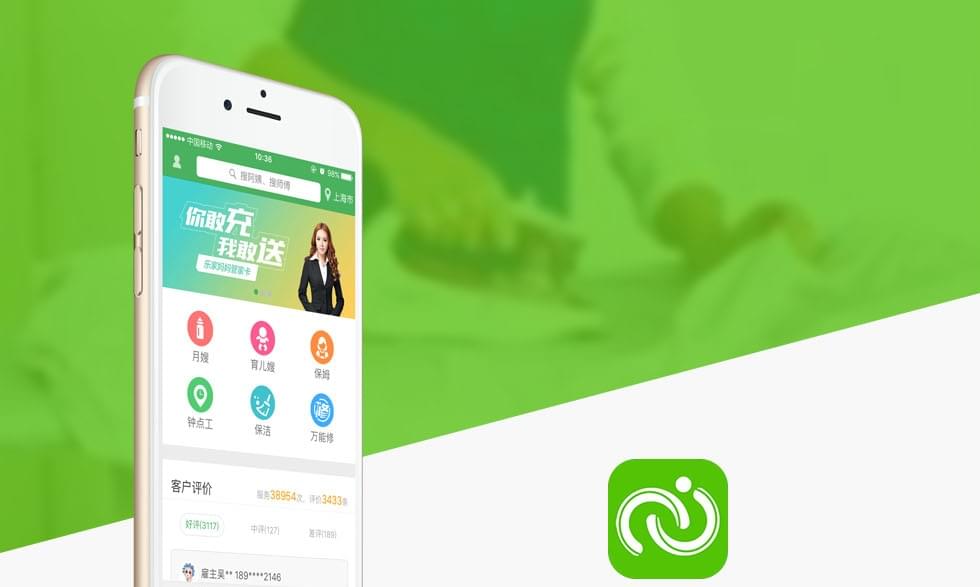 中国移动 10:36 98%
搜阿姨、搜师傅 上海市
你敢充
我敢送
乐家妈妈管家卡
月嫂 育儿嫂 保姆
钟点工 保洁 万能修
客户评价 服务38954次，评价3433条
好评(3117) 中评(127) 差评(189)
雇主吴** 189****2146